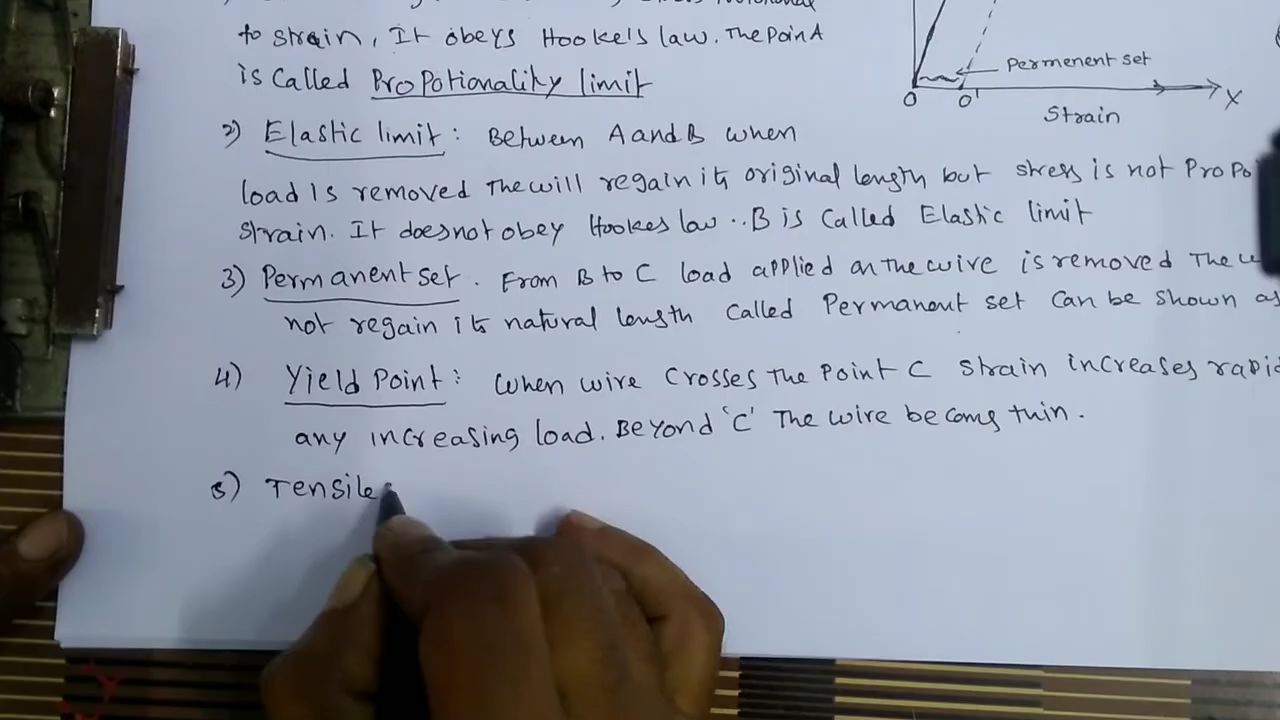 to strain, It obeys Hooke's law. The Poin A
is Called ProPotionality limit
Permenent set
O
O'
X
Strain
2) Elastic limit: Between A and B when
load Is removed The will regain its original length but stress is not ProPo
strain. It doesnot obey Hookes law ∴ B is Called Elastic limit
3) Permanent set. From B to C load applied on the wire is removed The w
not regain its natural length Called Permanent set Can be shown as
4) Yield Point: When wire Crosses The Point C strain increases rapid
any increasing load. Beyond 'C' The wire becoms thin.
5) Tensile